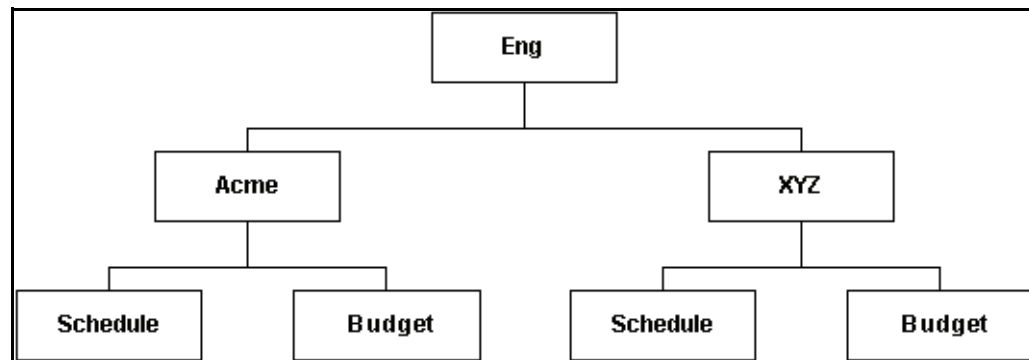 Eng
Acme
XYZ
Schedule
Budget
Schedule
Budget